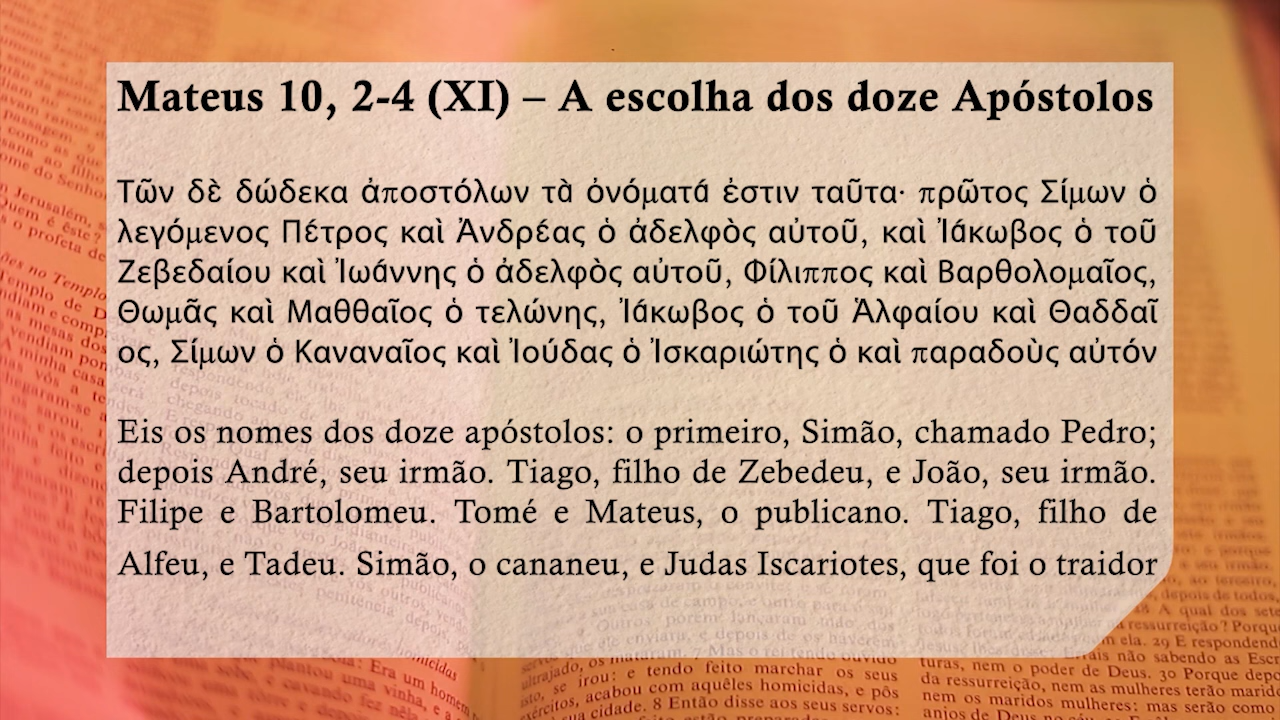 Mateus 10, 2-4 (XI) – A escolha dos doze Apóstolos
Τῶν δὲ δώδεκα ἀποστόλων τὰ ὀνόματά ἐστιν ταῦτα· πρῶτος Σίμων ὁ
λεγόμενος Πέτρος καὶ Ἀνδρέας ὁ ἀδελφὸς αὐτοῦ, καὶ Ἰάκωβος ὁ τοῦ
Ζεβεδαίου καὶ Ἰωάννης ὁ ἀδελφὸς αὐτοῦ, Φίλιππος καὶ Βαρθολομαῖος,
Θωμᾶς καὶ Μαθθαῖος ὁ τελώνης, Ἰάκωβος ὁ τοῦ Ἁλφαίου καὶ Θαδδαῖ
ος, Σίμων ὁ Καναναῖος καὶ Ἰούδας ὁ Ἰσκαριώτης ὁ καὶ παραδοὺς αὐτόν
Eis os nomes dos doze apóstolos: o primeiro, Simão, chamado Pedro;
depois André, seu irmão. Tiago, filho de Zebedeu, e João, seu irmão.
Filipe e Bartolomeu. Tomé e Mateus, o publicano. Tiago, filho de
Alfeu, e Tadeu. Simão, o cananeu, e Judas Iscariotes, que foi o traidor